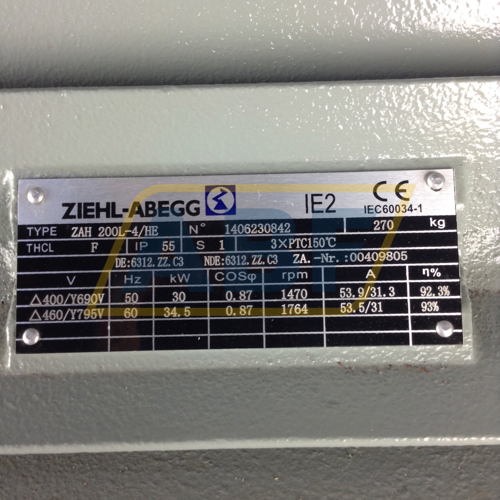 ZIEHL-ABEGG IE2 CE
IEC60034-1
TYPE ZAH 200L-4/HE N° 1406230842 270 kg
THCL F IP 55 S 1 3×PTC150℃
DE:6312.ZZ.C3 NDE:6312.ZZ.C3 ZA.-Nr.:00409805
V Hz kW COSφ rpm A η%
△400/Y690V 50 30 0.87 1470 53.9/31.3 92.3%
△460/Y795V 60 34.5 0.87 1764 53.5/31 93%